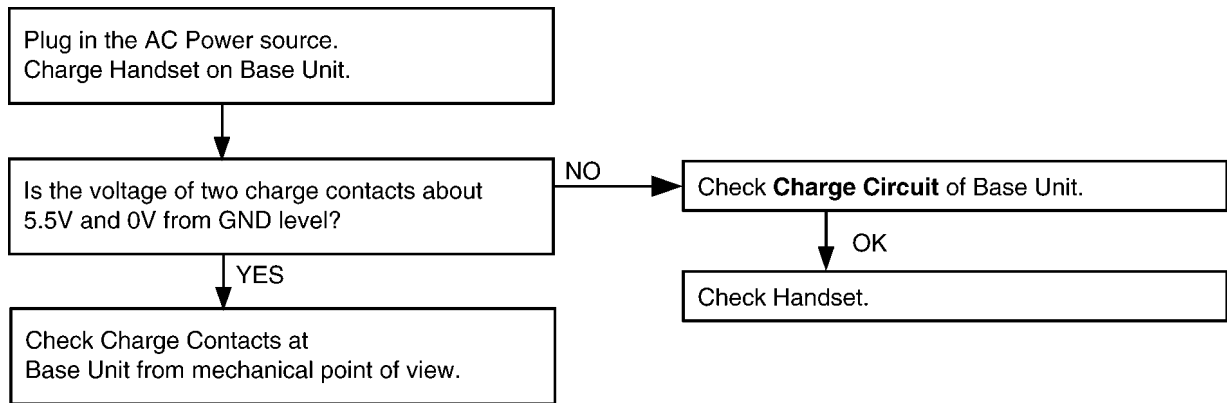 Plug in the AC Power source.
Charge Handset on Base Unit.
Is the voltage of two charge contacts about
5.5V and 0V from GND level?
NO
Check Charge Circuit of Base Unit.
OK
Check Handset.
YES
Check Charge Contacts at
Base Unit from mechanical point of view.